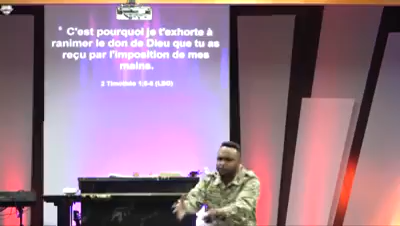 " C'est pourquoi je t'exhorte à
ranimer le don de Dieu que tu as
reçu par l'imposition de mes
mains.
2 Timothée 1:6-6 (LSG)